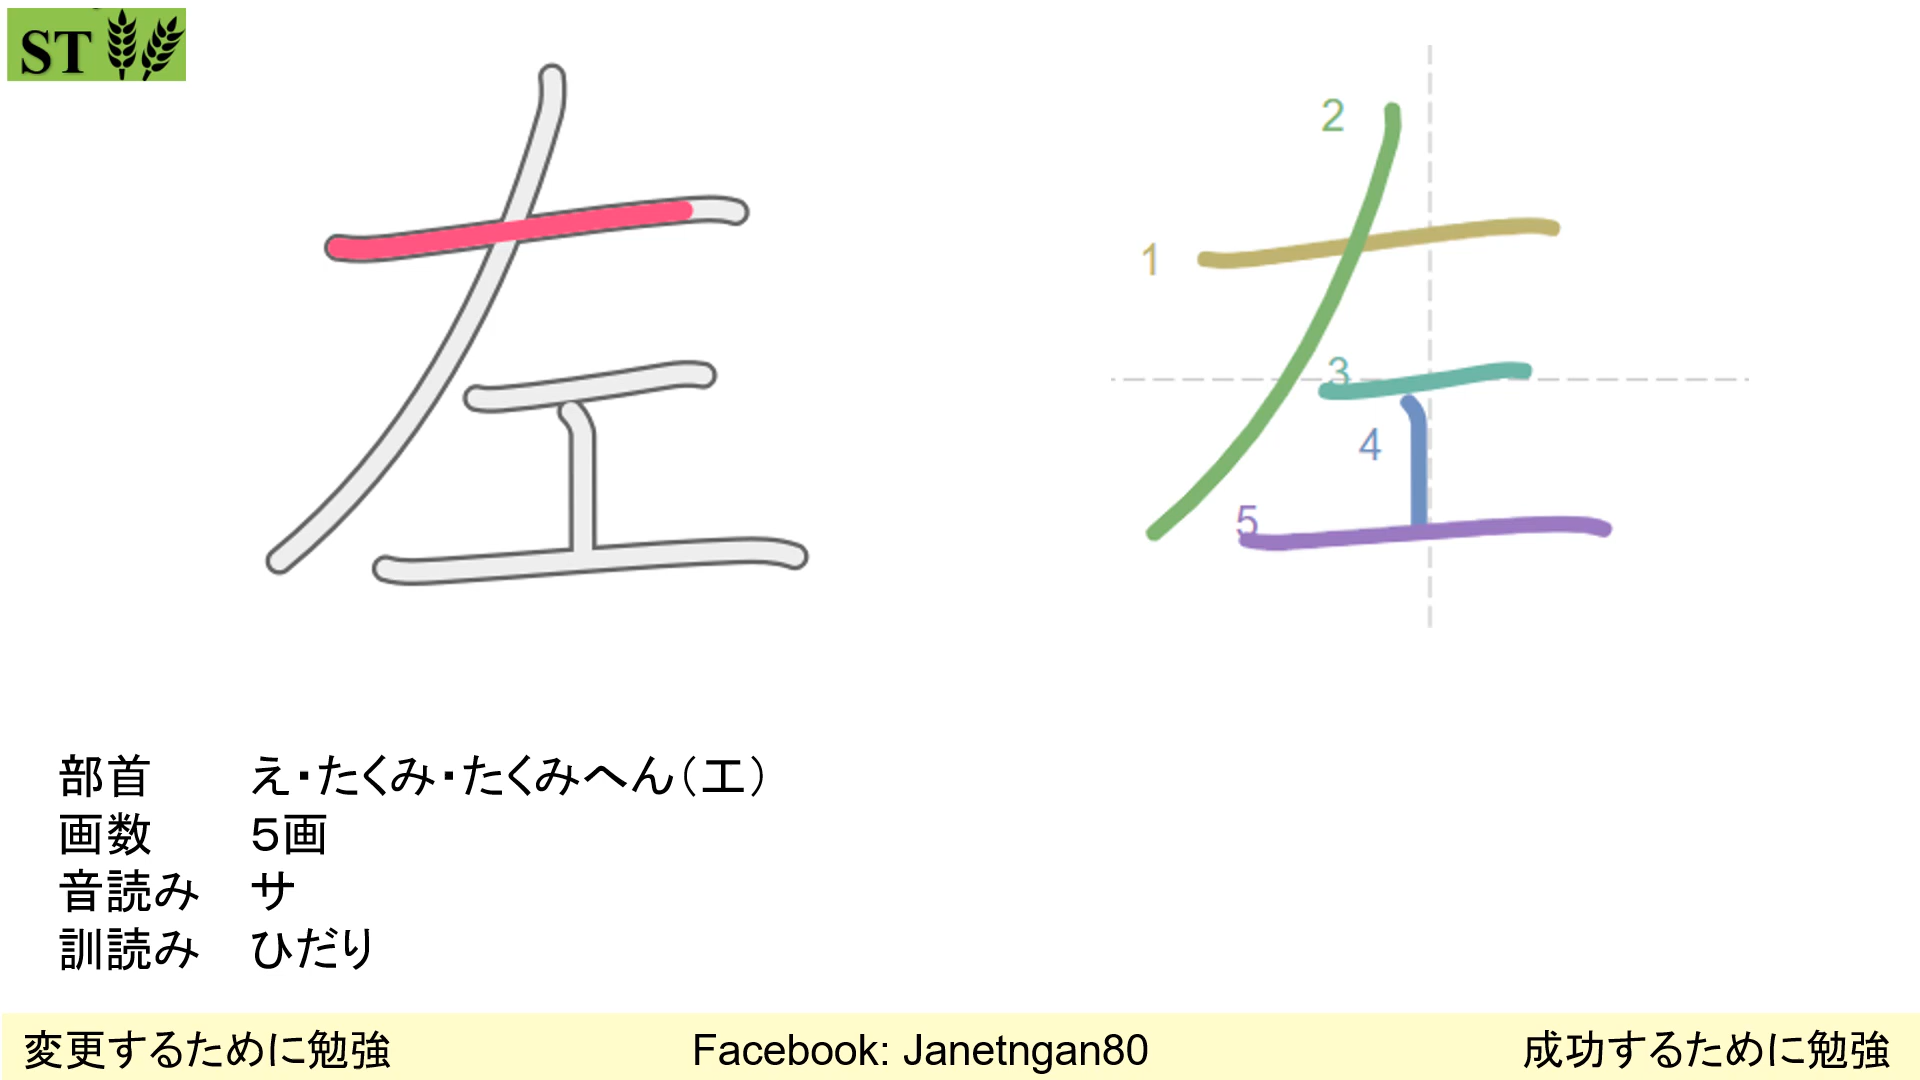 ST
左
左
2
1
3
4
5
部首 え・たくみ・たくみへん（工）
画数 ５画
音読み サ
訓読み ひだり
変更するために勉強 Facebook: Janetngan80 成功するために勉強